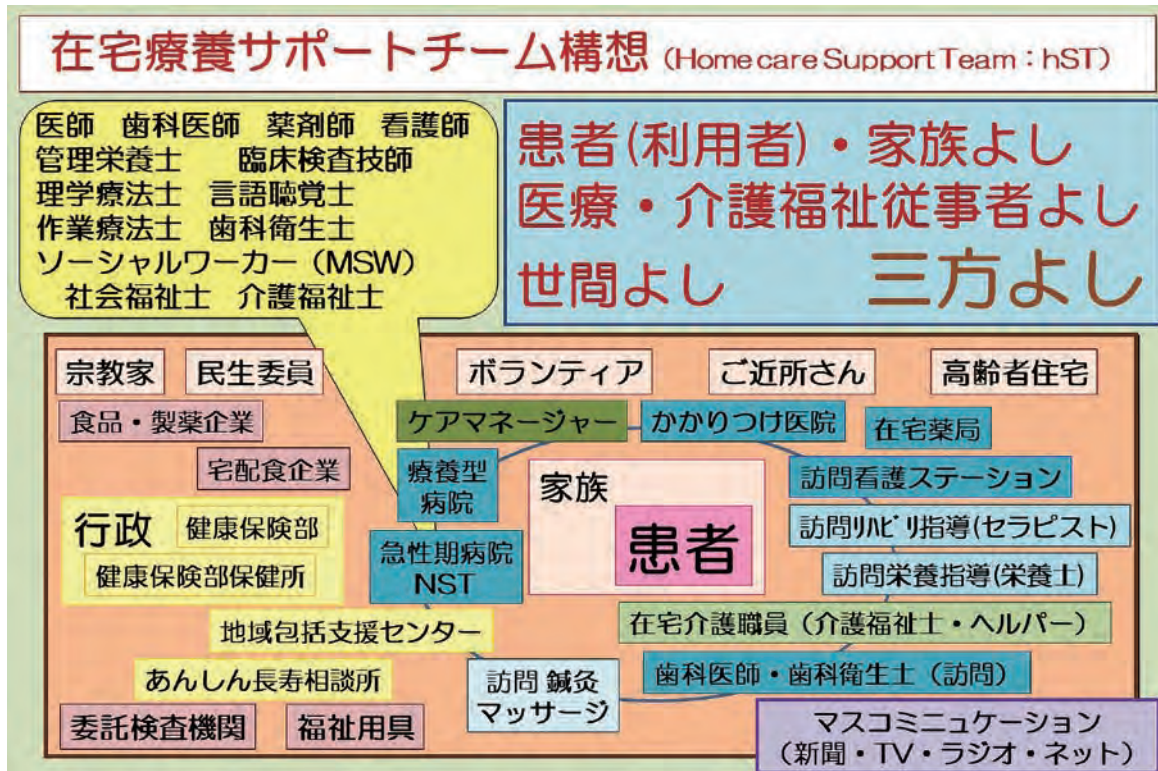 在宅療養サポートチーム構想 (Home care Support Team：hST)
医師 歯科医師 薬剤師 看護師
管理栄養士 臨床検査技師
理学療法士 言語聴覚士
作業療法士 歯科衛生士
ソーシャルワーカー（MSW）
社会福祉士 介護福祉士
患者(利用者)・家族よし
医療・介護福祉従事者よし
世間よし 三方よし
宗教家 民生委員 ボランティア ご近所さん 高齢者住宅
食品・製薬企業
ケアマネージャー
かかりつけ医院
在宅薬局
宅配食企業
療養型
病院
家族
患者
訪問看護ステーション
行政
健康保険部
健康保険部保健所
急性期病院
NST
訪問ﾘﾊﾋﾞﾘ指導(セラピスト)
訪問栄養指導(栄養士)
地域包括支援センター
在宅介護職員（介護福祉士・ヘルパー）
あんしん長寿相談所
訪問 鍼灸
マッサージ
歯科医師・歯科衛生士（訪問）
委託検査機関
福祉用具
マスコミニュケーション
（新聞・TV・ラジオ・ネット）